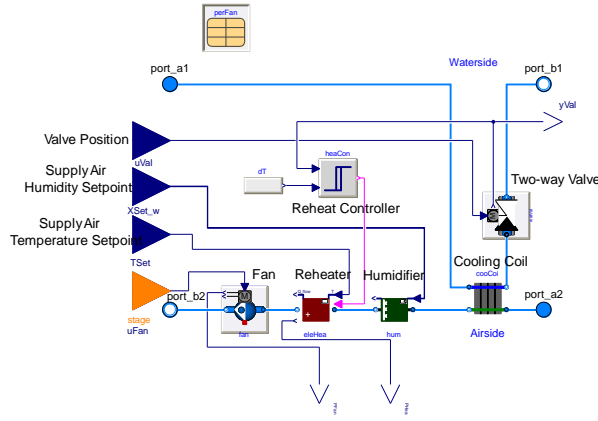 perFan
Waterside
port_a1
port_b1
yVal
Valve Position
uVal
heaCon
dT
Supply Air
Humidity Setpoint
XSet_w
Reheat Controller
Two-way Valve
Supply Air
Temperature Setpoint
TSet
Fan
Reheater
Humidifier
Cooling Coil
cooCoi
port_b2
port_a2
stage
uFan
fan
eleHea
hum
Airside
PFan
PHea